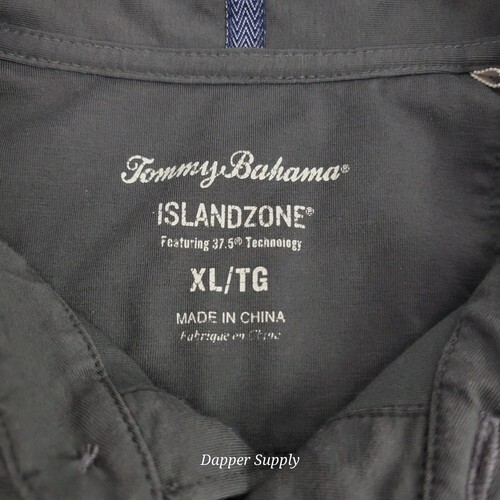 Tommy Bahama®
ISLANDZONE®
Featuring 37.5® Technology
XL/TG
MADE IN CHINA
Fabriqué en Chine
Dapper Supply